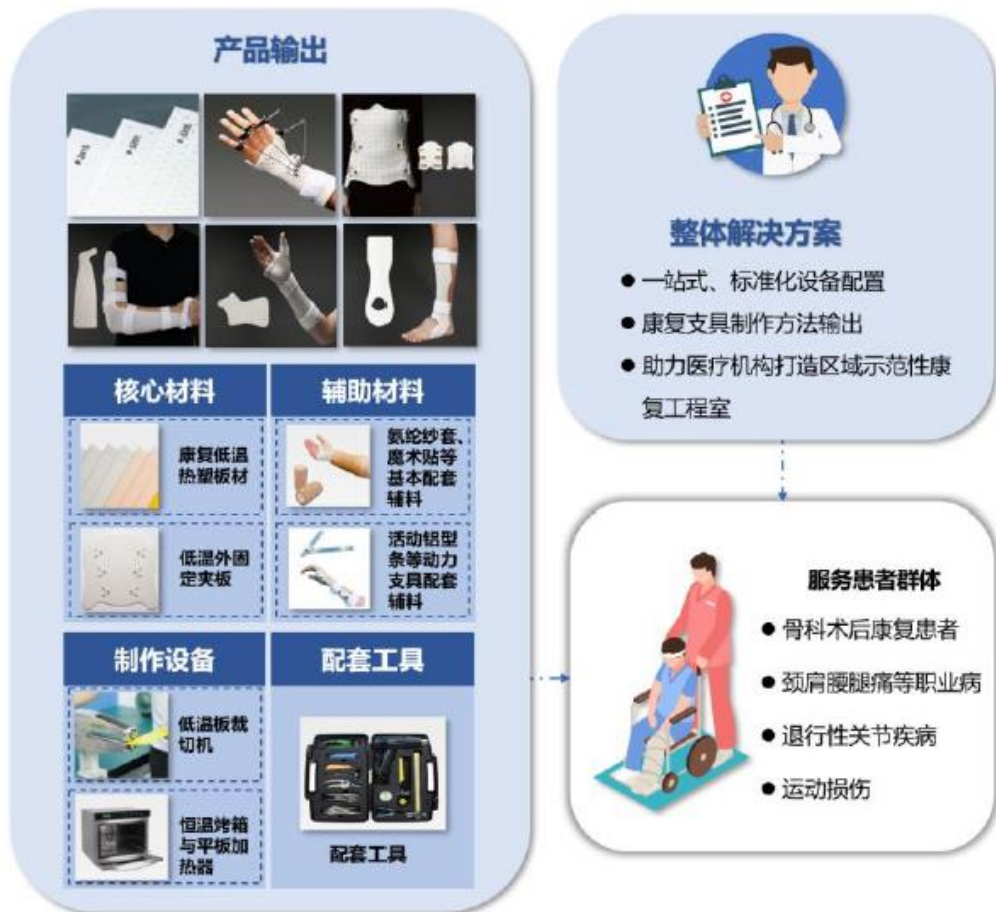 产品输出
核心材料
辅助材料
康复低温
热塑板材
氨纶纱套、
魔术贴等
基本配套
辅料
低温外固
定夹板
活动铝型
条等动力
支具配套
辅料
制作设备
配套工具
低温板裁
切机
恒温烤箱
与平板加
热器
配套工具
整体解决方案
● 一站式、标准化设备配置
● 康复支具制作方法输出
● 助力医疗机构打造区域示范性康
复工程室
服务患者群体
● 骨科术后康复患者
● 颈肩腰腿痛等职业病
● 退行性关节疾病
● 运动损伤